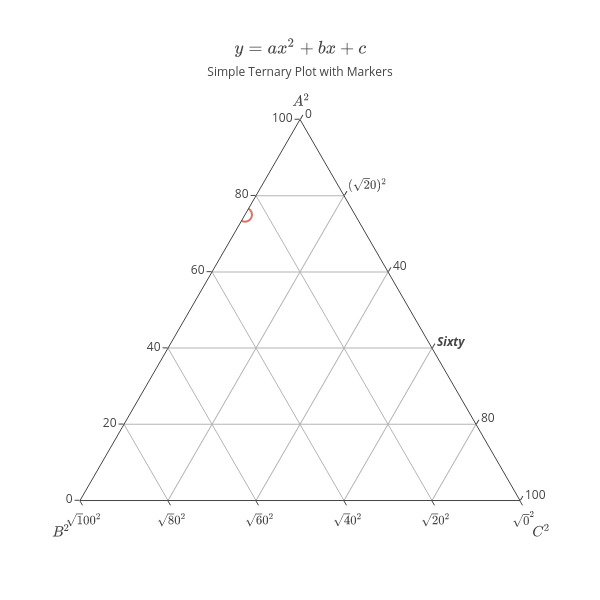 y = ax² + bx + c
Simple Ternary Plot with Markers
A²
100 0
80 (√20)²
60 40
40 Sixty
20 80
0 100
√100² √80² √60² √40² √20² √0²
B² C²